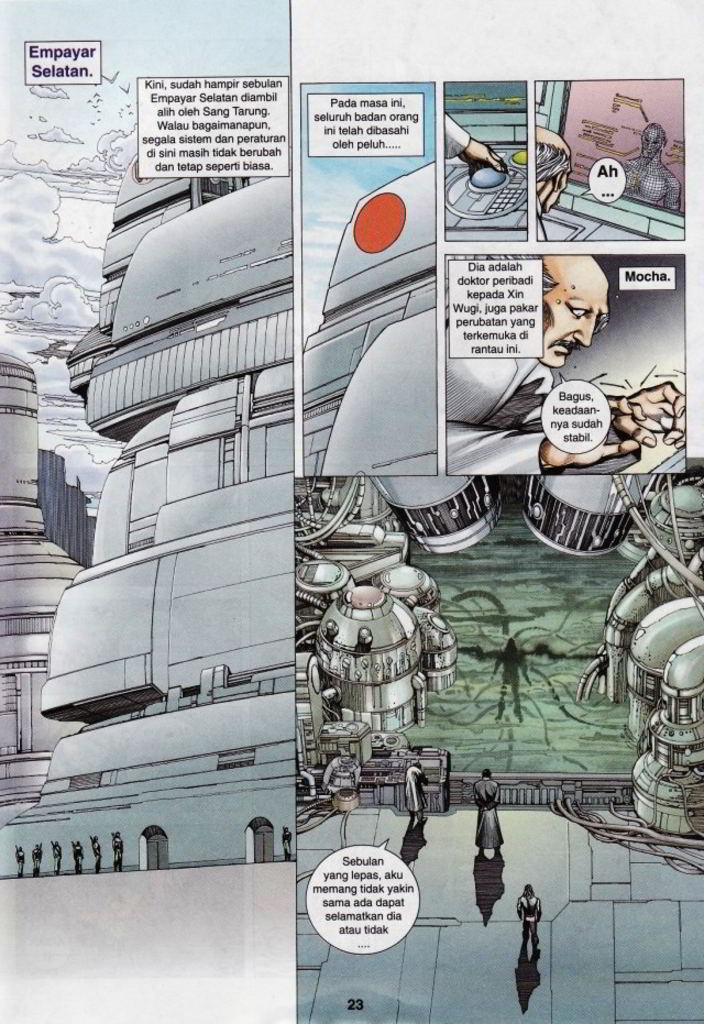 Empayar
Selatan.
Kini, sudah hampir sebulan
Empayar Selatan diambil
alih oleh Sang Tarung.
Walau bagaimanapun,
segala sistem dan peraturan
di sini masih tidak berubah
dan tetap seperti biasa.
Pada masa ini,
seluruh badan orang
ini telah dibasahi
oleh peluh.....
Ah
...
Dia adalah
doktor peribadi
kepada Xin
Wugi, juga pakar
perubatan yang
terkemuka di
rantau ini.
Mocha.
Bagus,
keadaan-
nya sudah
stabil.
Sebulan
yang lepas, aku
memang tidak yakin
sama ada dapat
selamatkan dia
atau tidak
....
23